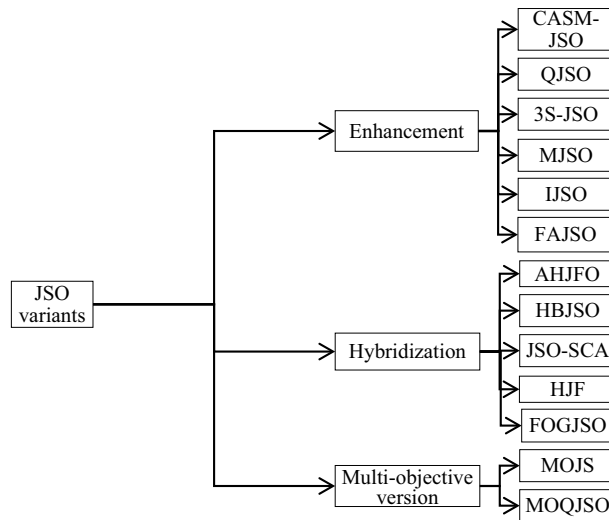 CASM-
JSO
QJSO
3S-JSO
Enhancement
MJSO
IJSO
FAJSO
JSO
variants
AHJFO
HBJSO
Hybridization
JSO-SCA
HJF
FOGJSO
Multi-objective
version
MOJS
MOQJSO